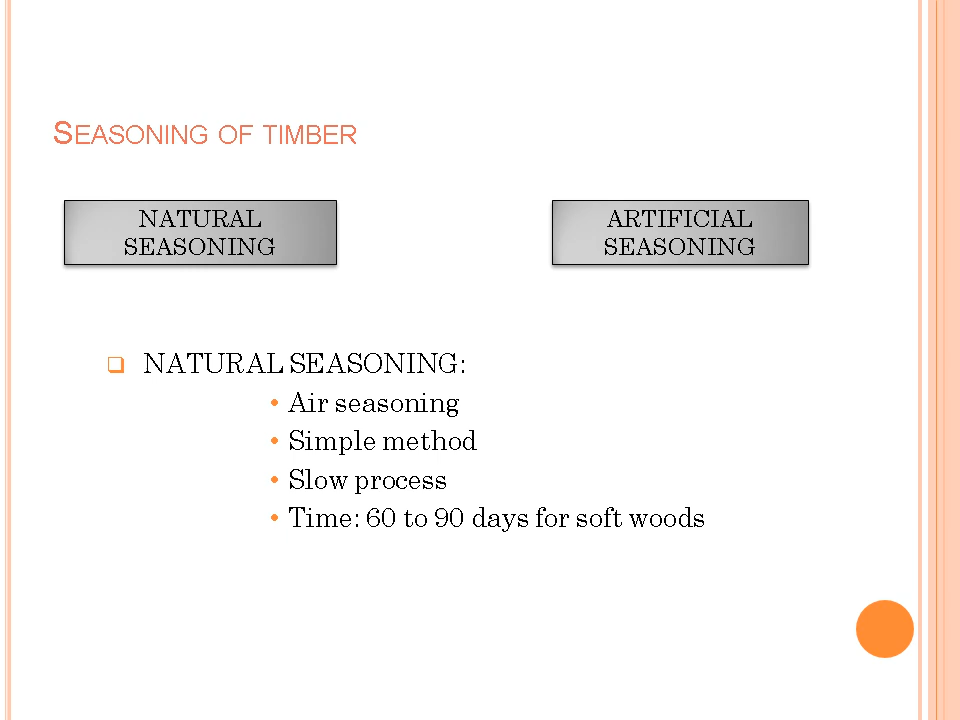 SEASONING OF TIMBER
NATURAL
SEASONING
ARTIFICIAL
SEASONING
❑ NATURAL SEASONING:
• Air seasoning
• Simple method
• Slow process
• Time: 60 to 90 days for soft woods